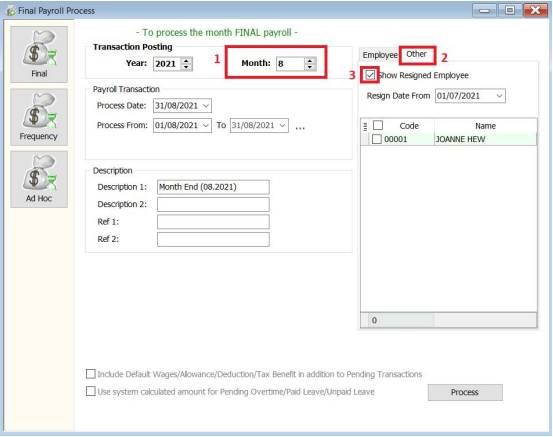 Final Payroll Process
- To process the month FINAL payroll -
Final
Frequency
Ad Hoc
Transaction Posting
Year: 2021 1 Month: 8
Payroll Transaction
Process Date: 31/08/2021
Process From: 01/08/2021 To 31/08/2021 ...
Description
Description 1: Month End (08.2021)
Description 2:
Ref 1:
Ref 2:
Employee Other 2
3 Show Resigned Employee
Resign Date From 01/07/2021
Code Name
00001 JOANNE HEW
0
Include Default Wages/Allowance/Deduction/Tax Benefit in addition to Pending Transactions
Use system calculated amount for Pending Overtime/Paid Leave/Unpaid Leave
Process